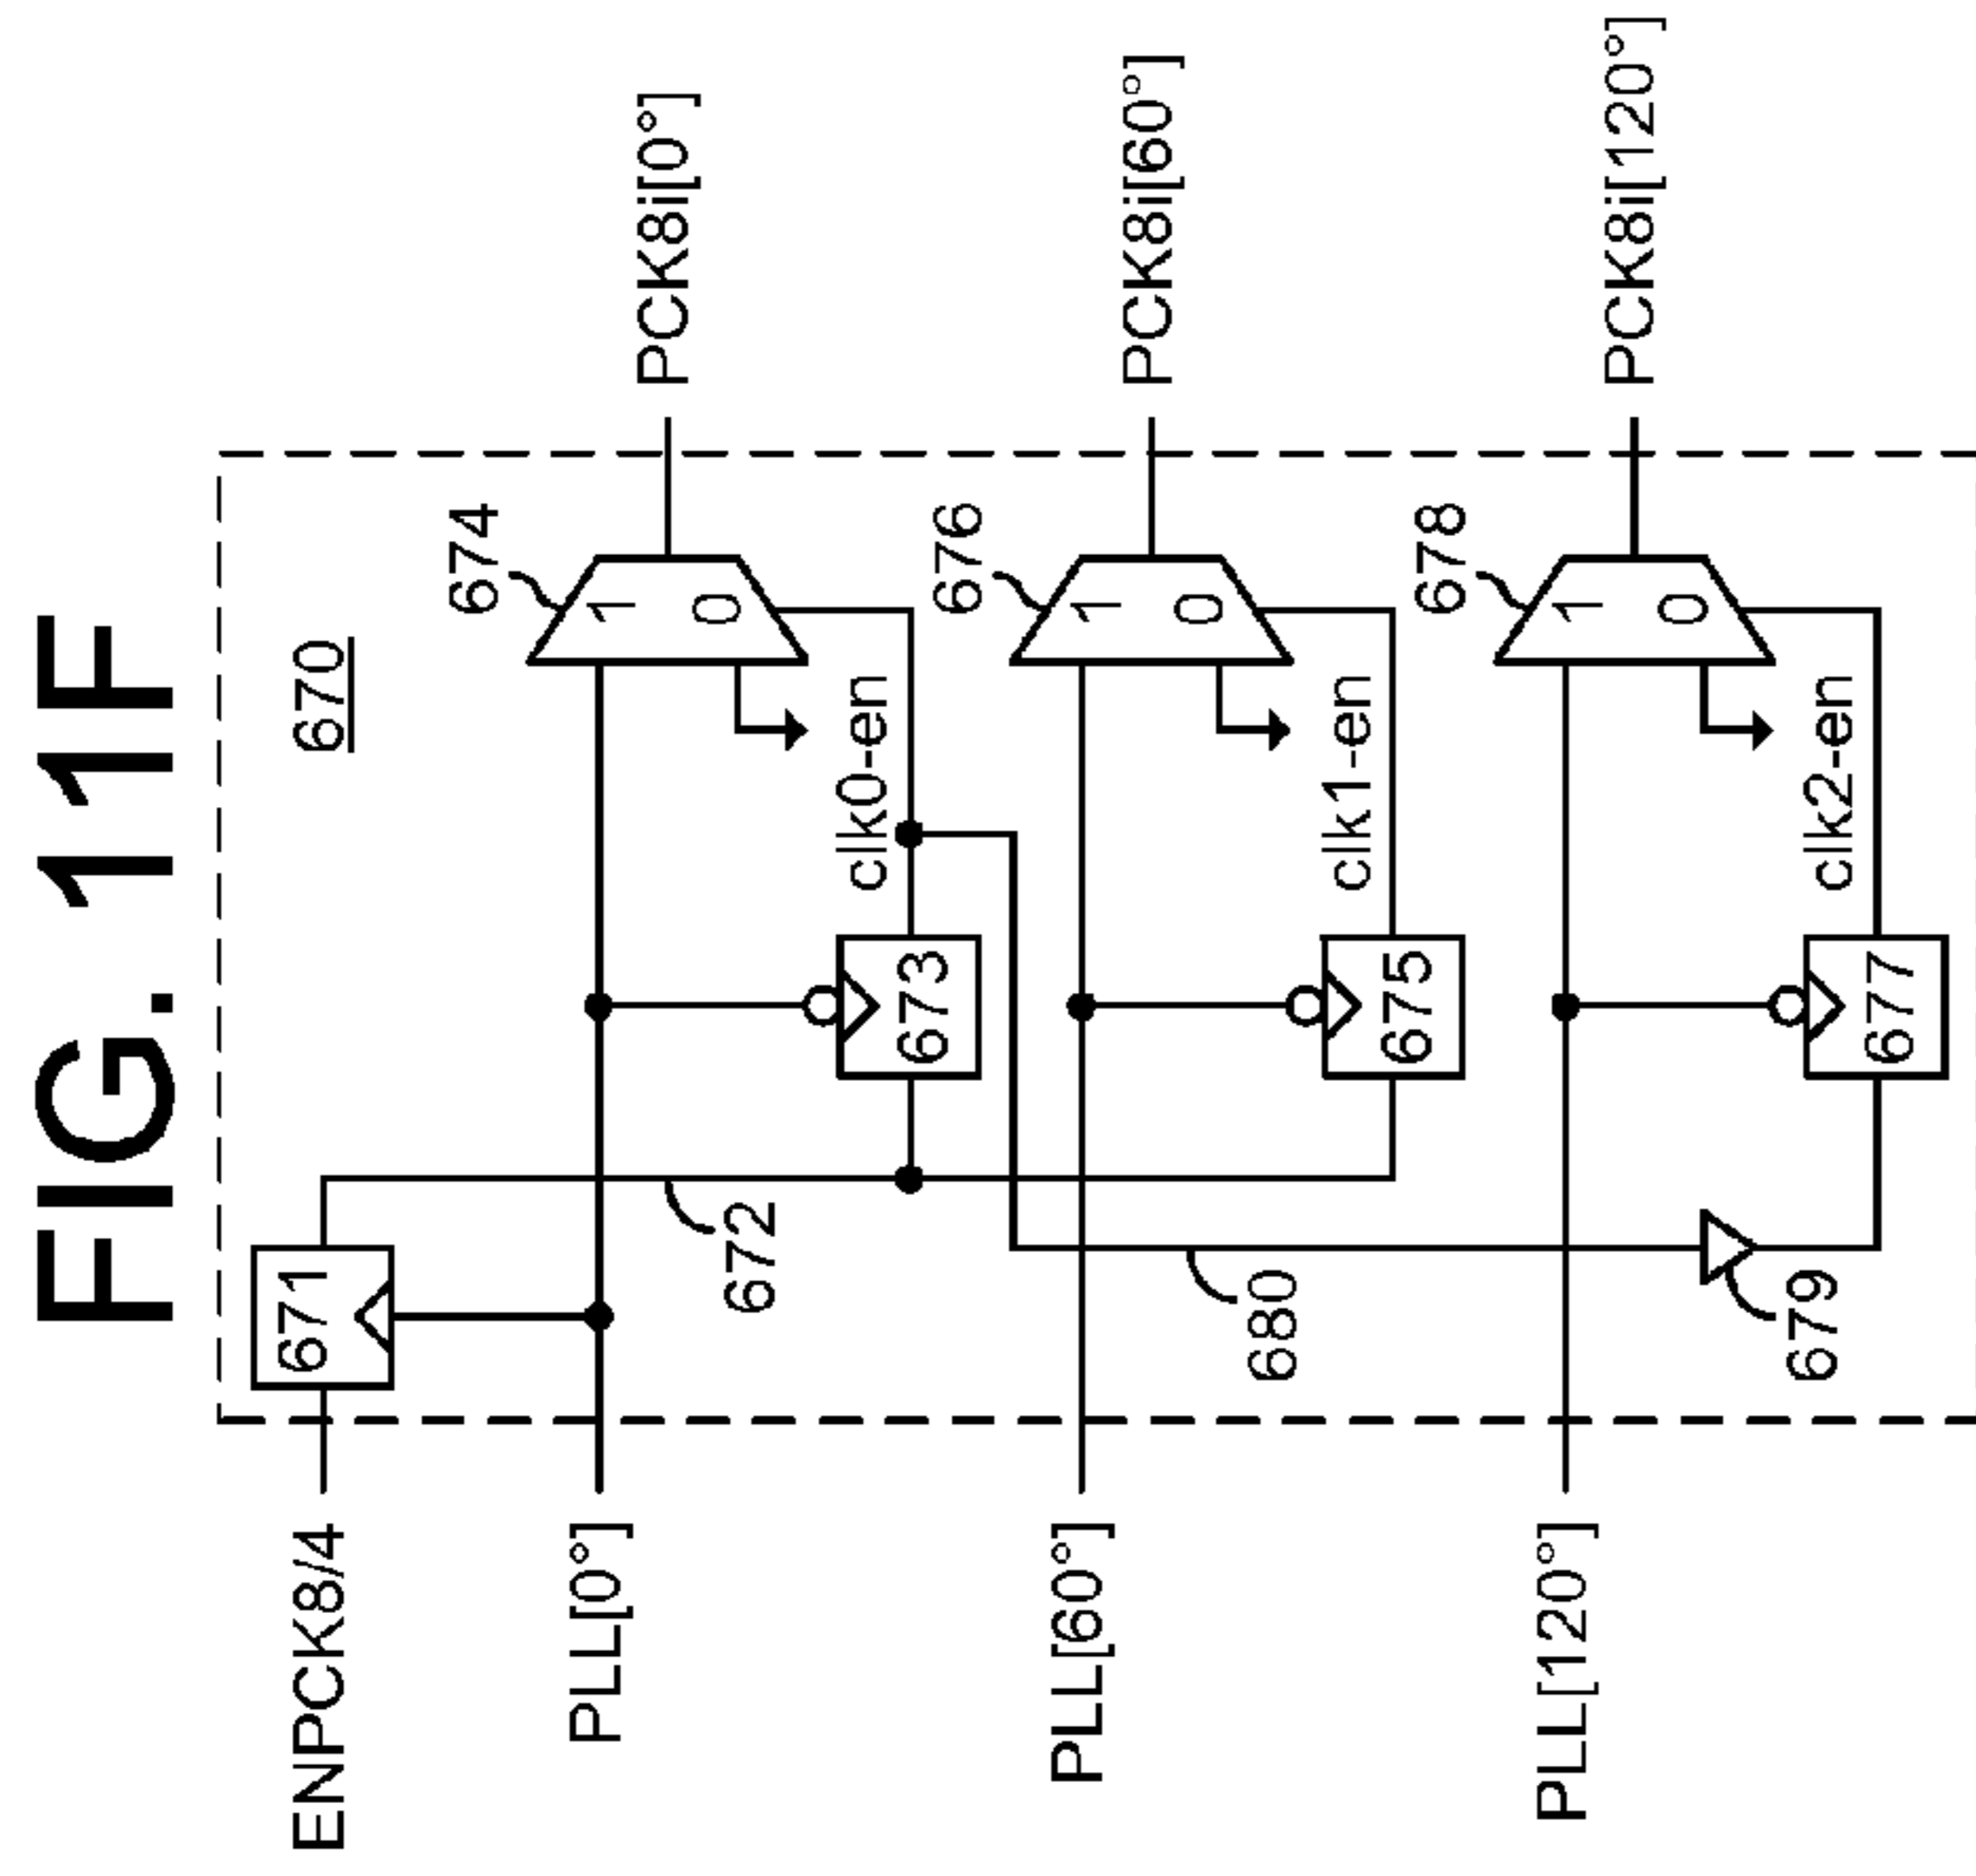 FIG. 11F
670
ENPCK8//4
671
PLL[0°]
672
673
clk0-en
674
1
0
PCK8i[0°]
PLL[60°]
680
675
clk1-en
676
1
0
PCK8i[60°]
PLL[120°]
679
677
clk2-en
678
1
0
PCK8i[120°]